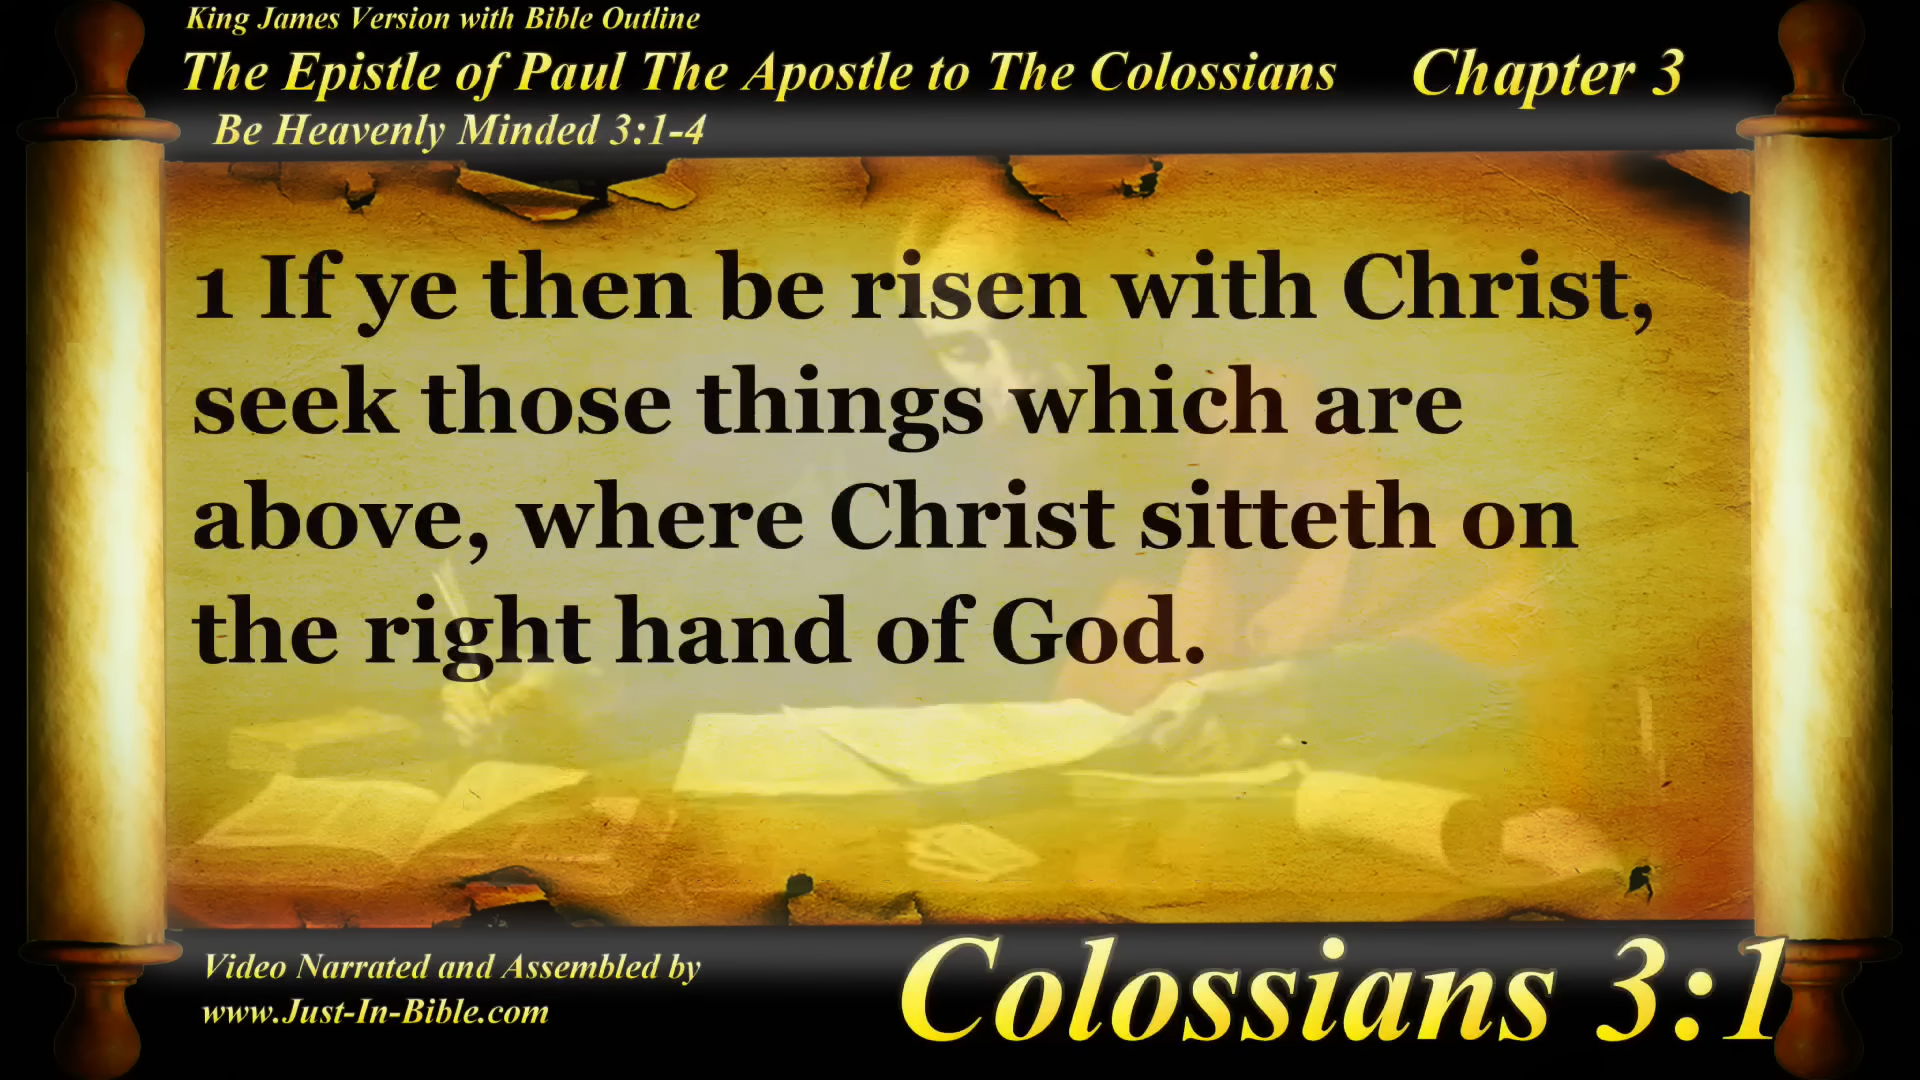 King James Version with Bible Outline
The Epistle of Paul The Apostle to The Colossians Chapter 3
Be Heavenly Minded 3:1-4
1 If ye then be risen with Christ,
seek those things which are
above, where Christ sitteth on
the right hand of God.
Video Narrated and Assembled by
www.Just-In-Bible.com
Colossians 3:1